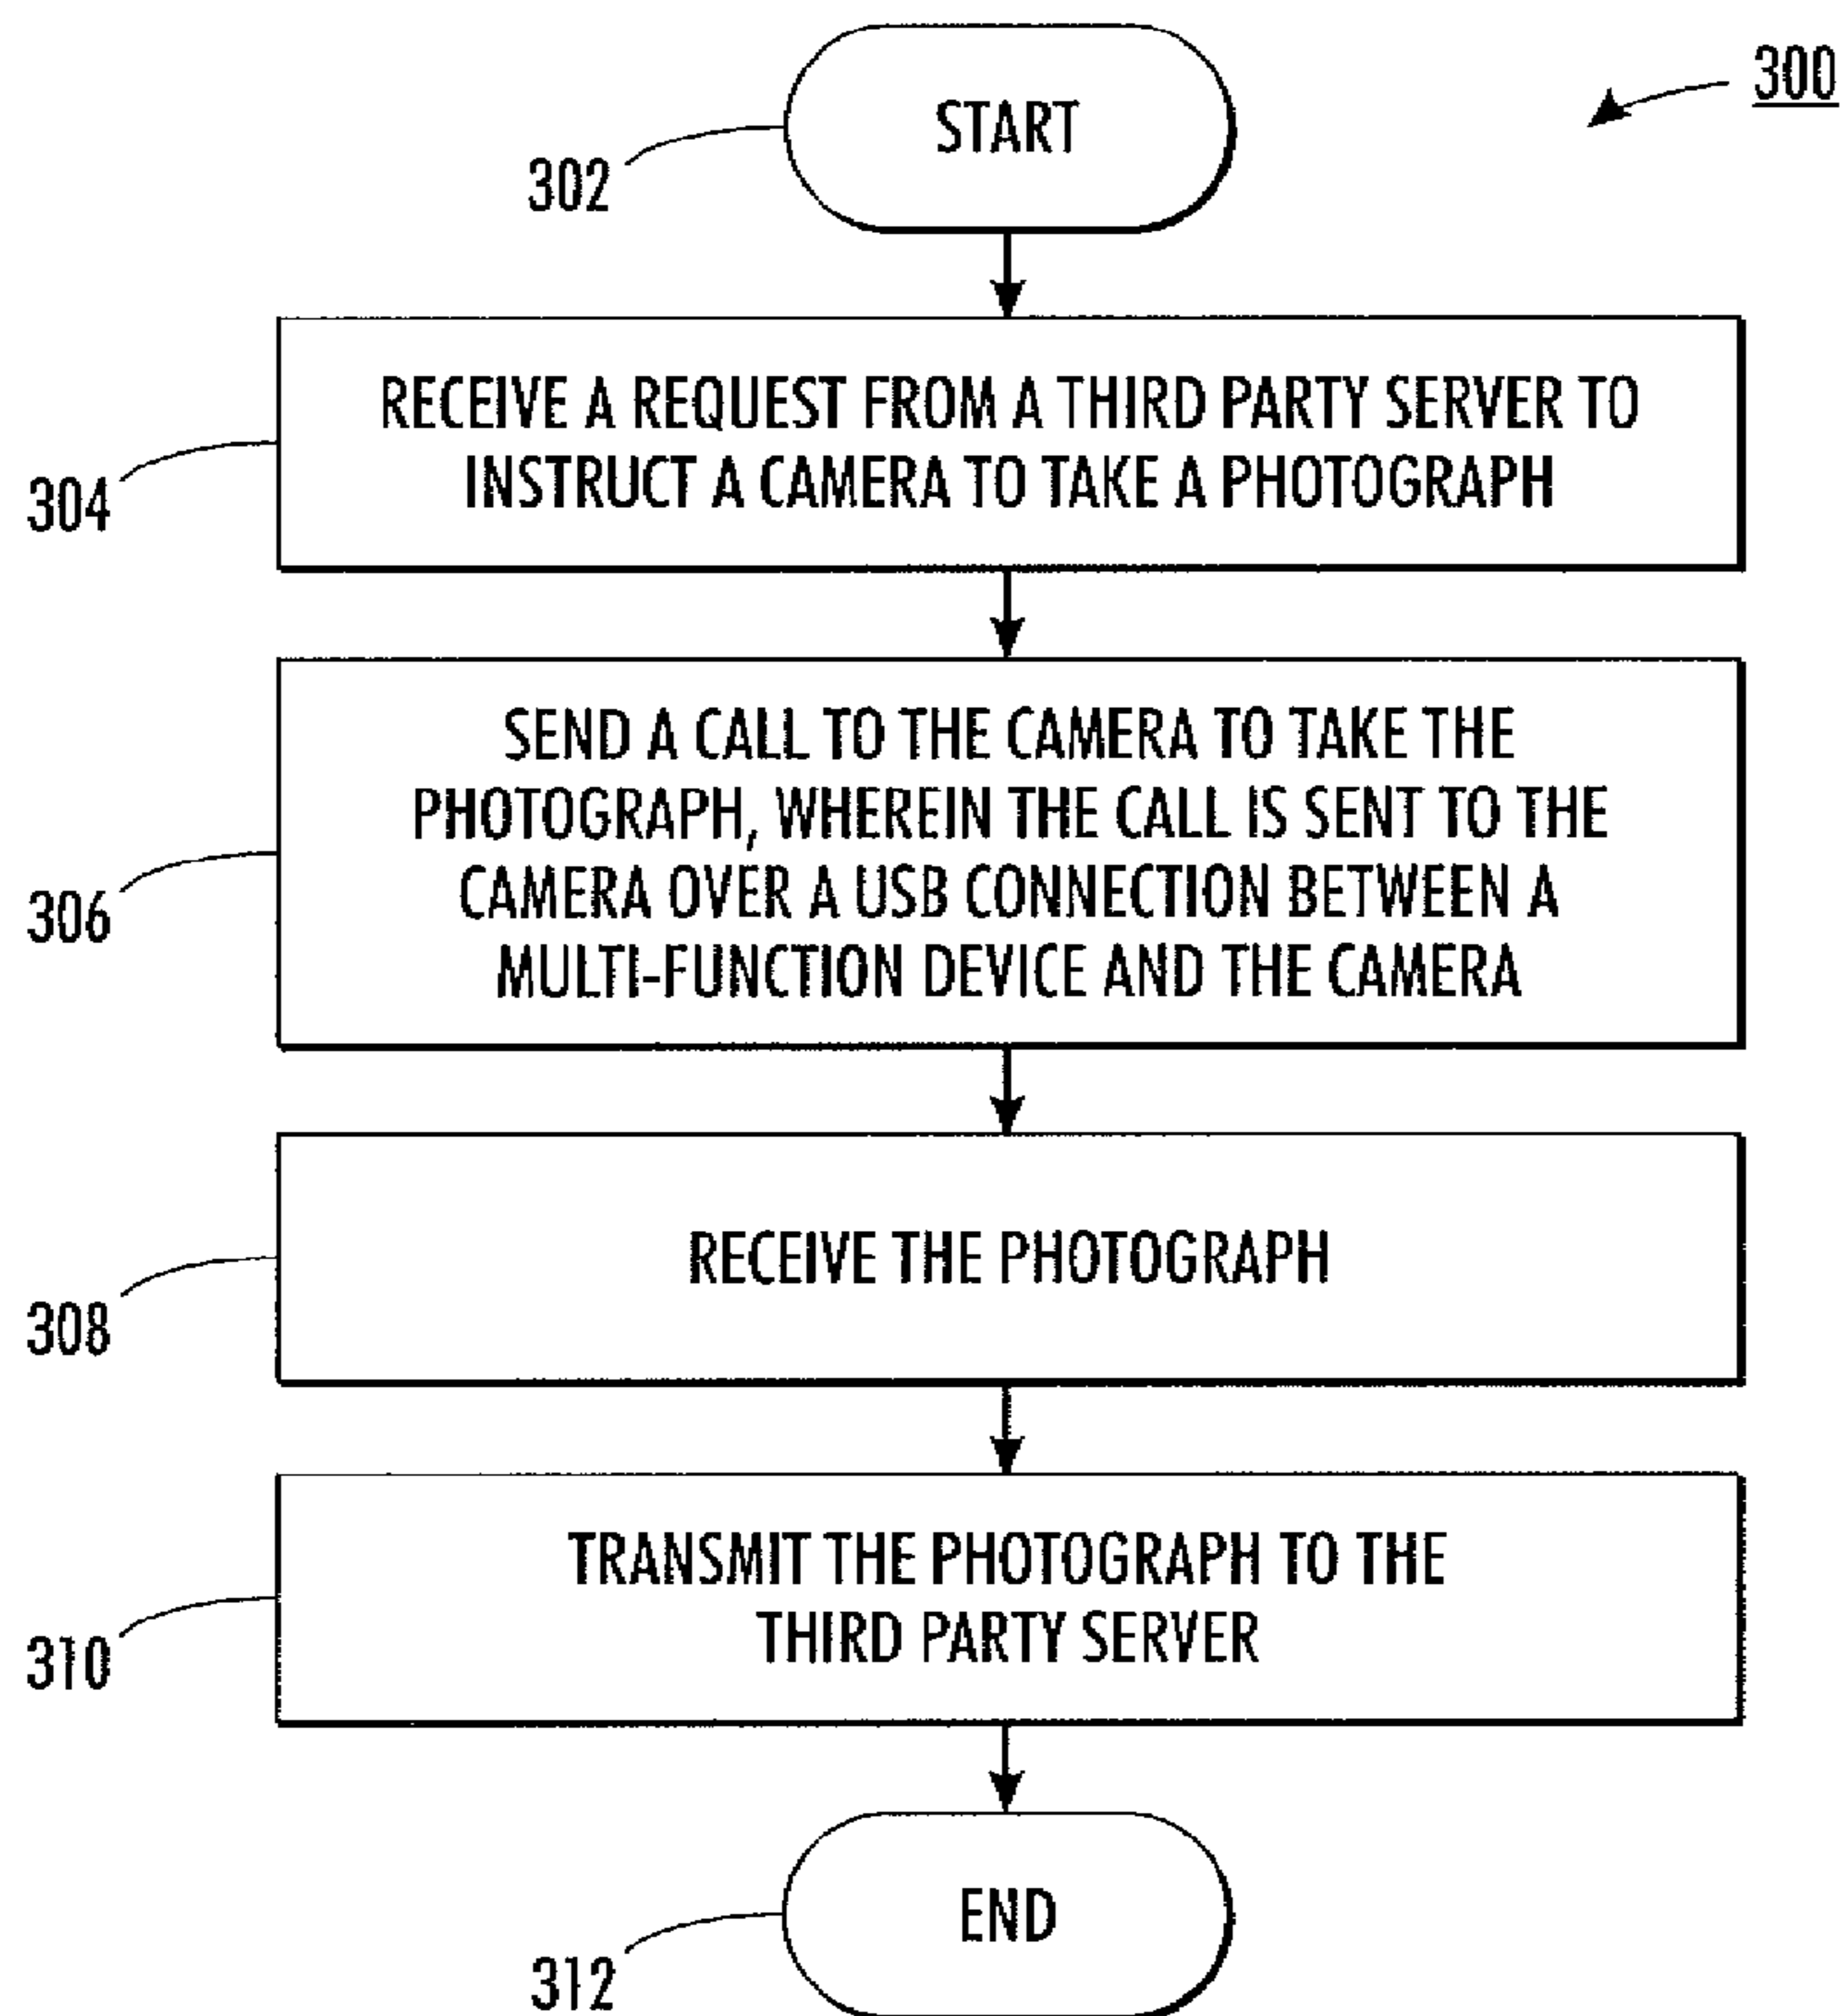 300
START
302
RECEIVE A REQUEST FROM A THIRD PARTY SERVER TO
INSTRUCT A CAMERA TO TAKE A PHOTOGRAPH
304
SEND A CALL TO THE CAMERA TO TAKE THE
PHOTOGRAPH, WHEREIN THE CALL IS SENT TO THE
CAMERA OVER A USB CONNECTION BETWEEN A
MULTI-FUNCTION DEVICE AND THE CAMERA
306
RECEIVE THE PHOTOGRAPH
308
TRANSMIT THE PHOTOGRAPH TO THE
THIRD PARTY SERVER
310
END
312